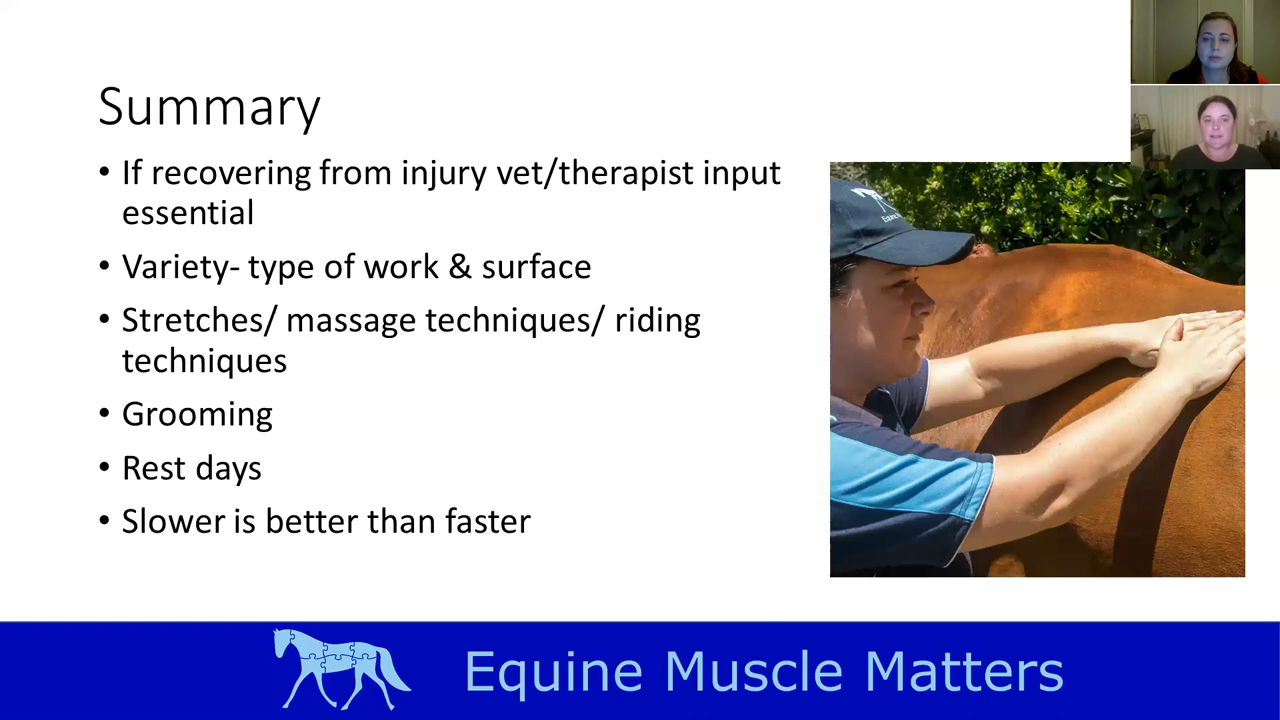 Summary
• If recovering from injury vet/therapist input
essential
• Variety- type of work & surface
• Stretches/ massage techniques/ riding
techniques
• Grooming
• Rest days
• Slower is better than faster
Equine Muscle Matters